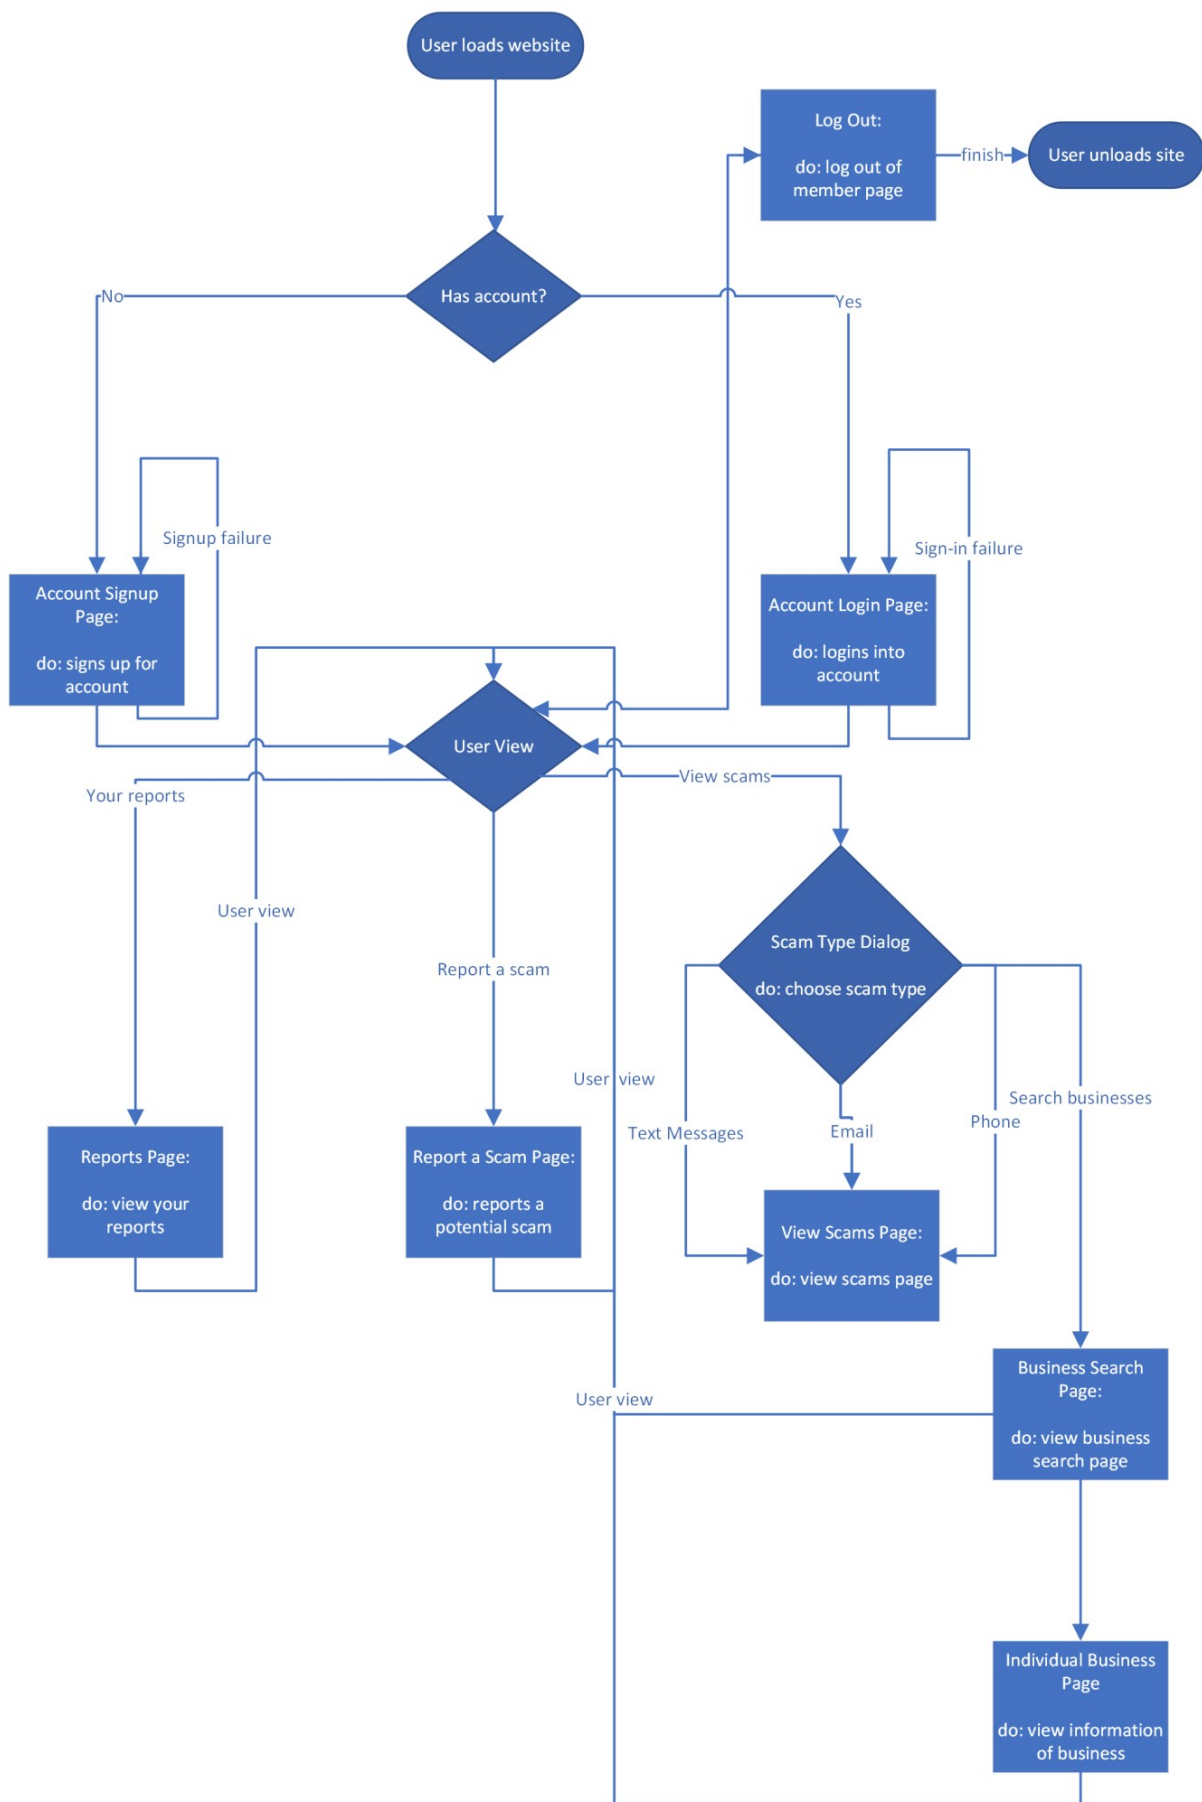 User loads website
Log Out:
do: log out of
member page
finish
User unloads site
Has account?
No
Yes
Signup failure
Sign-in failure
Account Signup
Page:
do: signs up for
account
Account Login Page:
do: logins into
account
User View
Your reports
View scams
User view
Report a scam
Scam Type Dialog
do: choose scam type
User view
Text Messages
Email
Phone
Search businesses
Reports Page:
do: view your
reports
Report a Scam Page:
do: reports a
potential scam
View Scams Page:
do: view scams page
User view
Business Search
Page:
do: view business
search page
Individual Business
Page
do: view information
of business